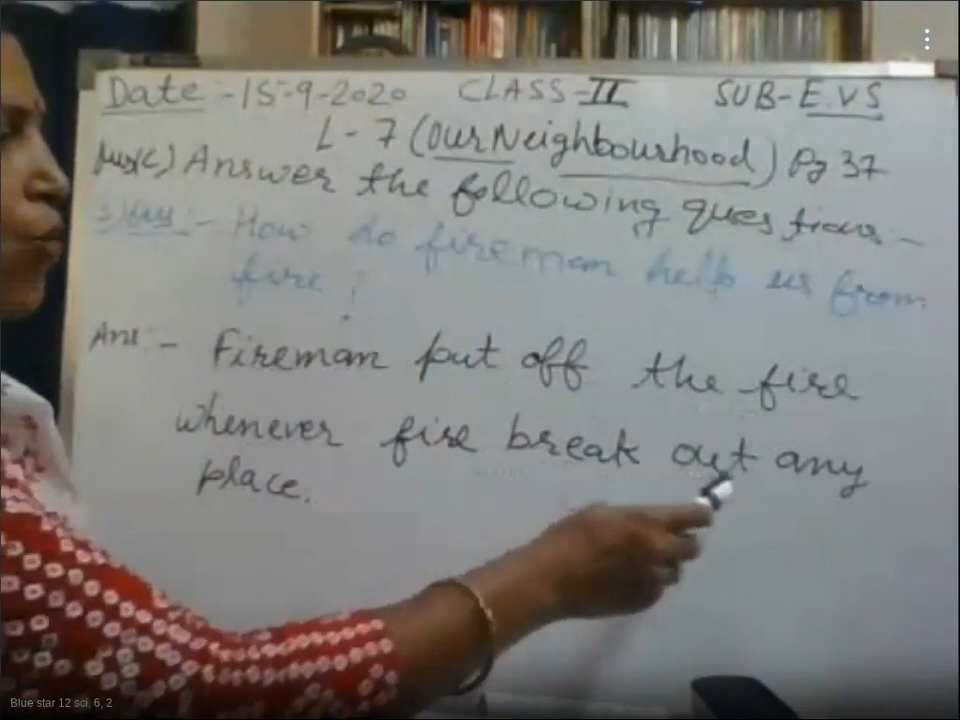 Date:-15-9-2020 CLASS-II SUB-E.V.S
L-7 (Our Neighbourhood) Pg 37
Answer the following questions-
3) Ques:- How do fireman help us from
fire?
Ans:- Fireman put off the fire
whenever fire break out any
place.
Blue star 12 sci, 6, 2